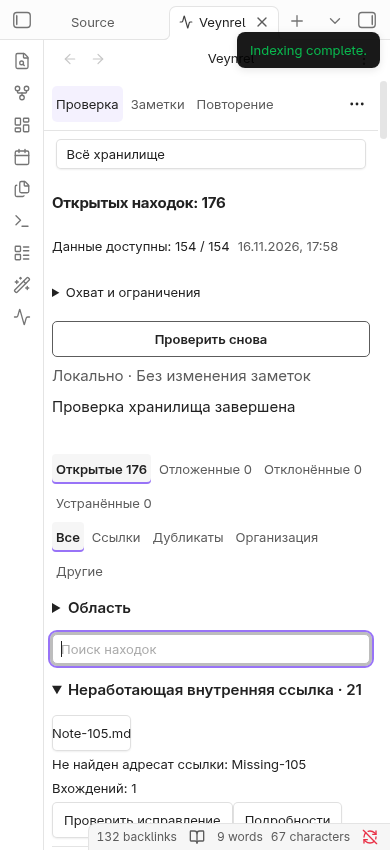 Source
Veynrel
Indexing complete.
Проверка Заметки Повторение
Всё хранилище
Открытых находок: 176
Данные доступны: 154 / 154 16.11.2026, 17:58
Охват и ограничения
Проверить снова
Локально · Без изменения заметок
Проверка хранилища завершена
Открытые 176 Отложенные 0 Отклонённые 0
Устранённые 0
Все Ссылки Дубликаты Организация
Другие
Область
Поиск находок
Неработающая внутренняя ссылка · 21
Note-105.md
Не найден адресат ссылки: Missing-105
Вхождений: 1
Проверить исправление Подробности
132 backlinks 9 words 67 characters